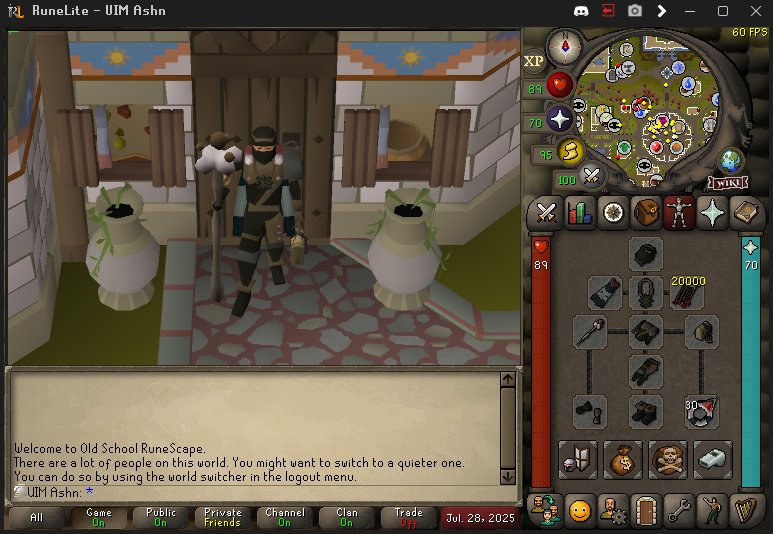 RuneLite - UIM Ashn
60 FPS
N
XP
89
70
95
100
WIKI
89
70
20000
30
Welcome to Old School RuneScape.
There are a lot of people on this world. You might want to switch to a quieter one.
You can do so by using the world switcher in the logout menu.
UIM Ashn: *
All
Game
On
Public
On
Private
Friends
Channel
On
Clan
On
Trade
Off
Jul. 28, 2025